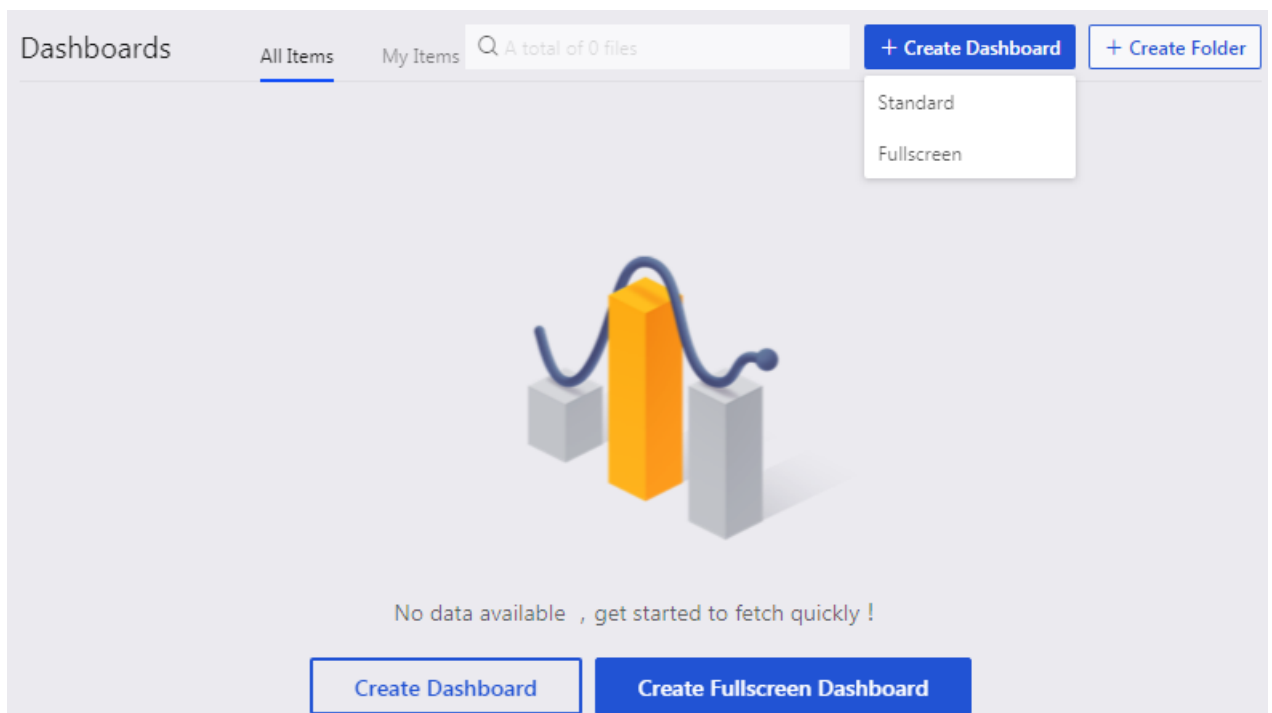 Dashboards
All Items
My Items
A total of 0 files
+ Create Dashboard
+ Create Folder
Standard
Fullscreen
No data available ，get started to fetch quickly！
Create Dashboard
Create Fullscreen Dashboard